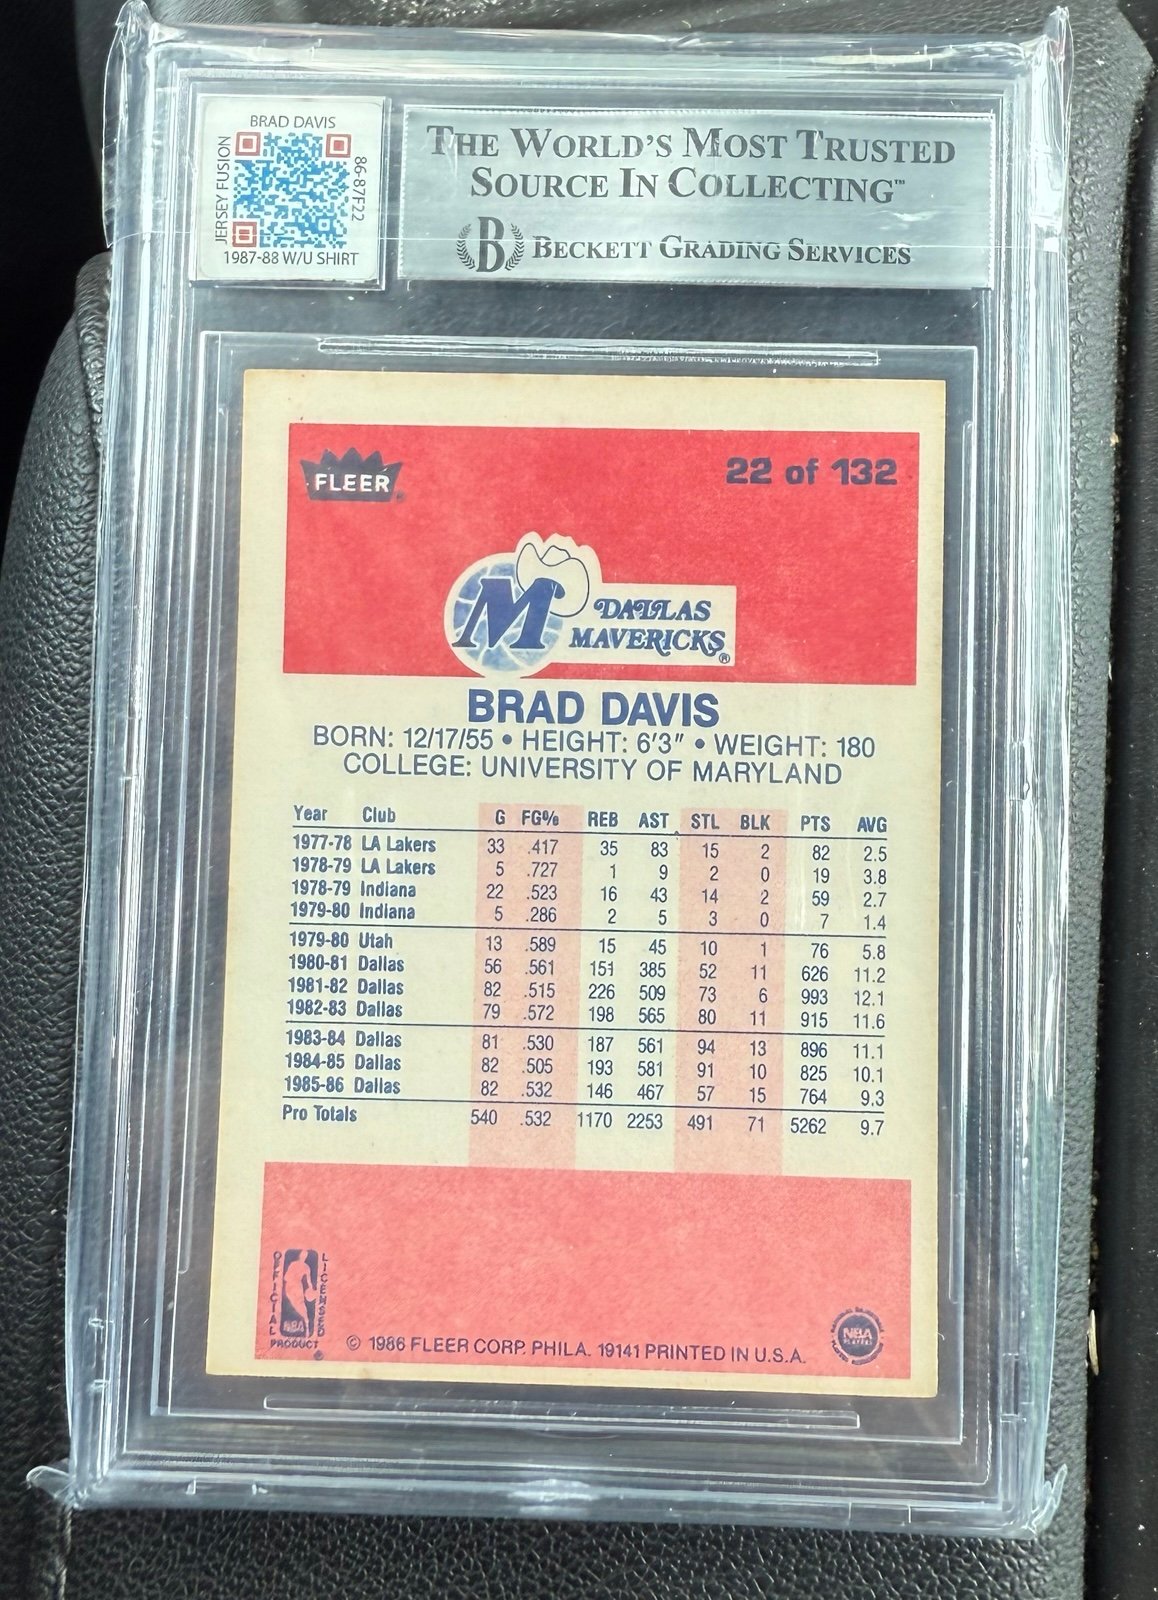 BRAD DAVIS
JERSEY FUSION
86-87F22
1987-88 W/U SHIRT
THE WORLD'S MOST TRUSTED
SOURCE IN COLLECTING™
B BECKETT GRADING SERVICES
FLEER®
22 of 132
M DALLAS
MAVERICKS®
BRAD DAVIS
BORN: 12/17/55 • HEIGHT: 6'3" • WEIGHT: 180
COLLEGE: UNIVERSITY OF MARYLAND
Year Club G FG% REB AST STL BLK PTS AVG
1977-78 LA Lakers 33 .417 35 83 15 2 82 2.5
1978-79 LA Lakers 5 .727 1 9 2 0 19 3.8
1978-79 Indiana 22 .523 16 43 14 2 59 2.7
1979-80 Indiana 5 .286 2 5 3 0 7 1.4
1979-80 Utah 13 .589 15 45 10 1 76 5.8
1980-81 Dallas 56 .561 151 385 52 11 626 11.2
1981-82 Dallas 82 .515 226 509 73 6 993 12.1
1982-83 Dallas 79 .572 198 565 80 11 915 11.6
1983-84 Dallas 81 .530 187 561 94 13 896 11.1
1984-85 Dallas 82 .505 193 581 91 10 825 10.1
1985-86 Dallas 82 .532 146 467 57 15 764 9.3
Pro Totals 540 .532 1170 2253 491 71 5262 9.7
OFFICIAL
LICENSED
NBA
PRODUCT®
© 1986 FLEER CORP. PHILA. 19141 PRINTED IN U.S.A.
NBA
PLAYERS